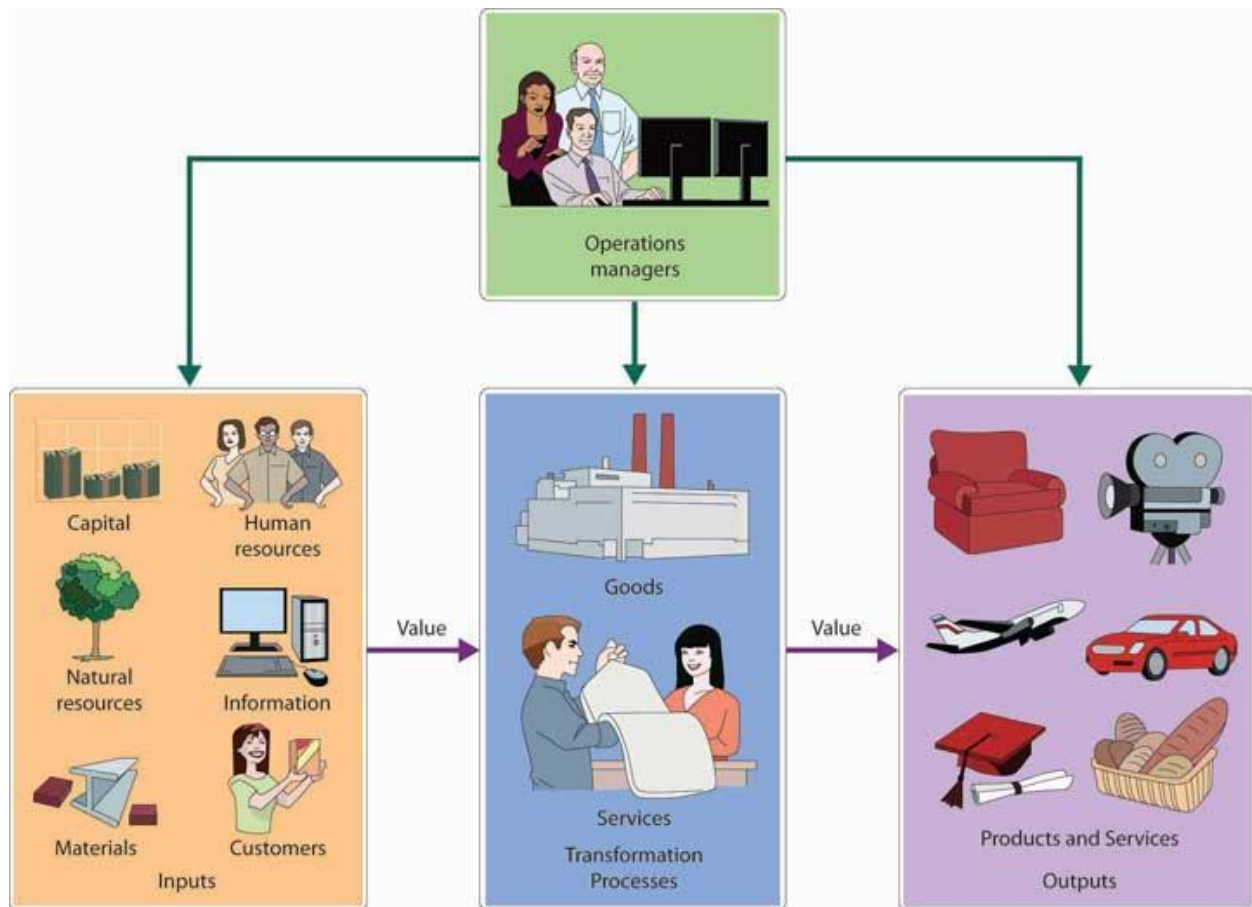 Operations
managers
Capital
Human
resources
Natural
resources
Information
Materials
Customers
Inputs
Value
Goods
Services
Transformation
Processes
Value
Products and Services
Outputs